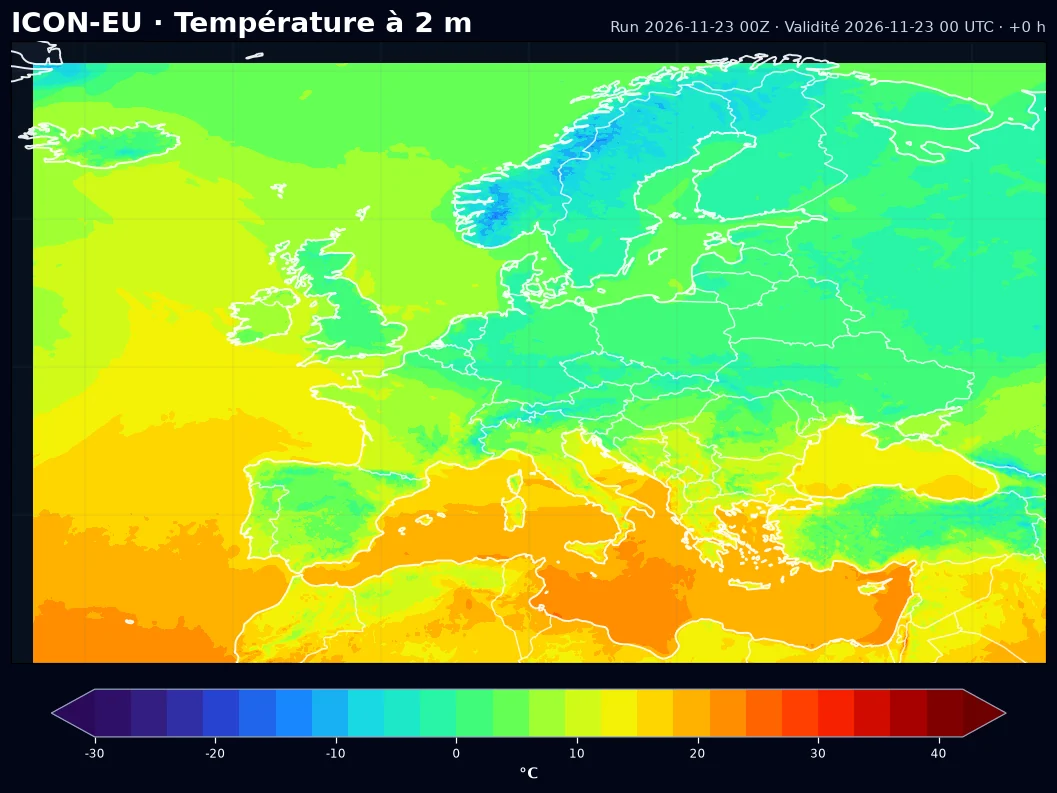 ICON-EU · Température à 2 m
Run 2026-11-23 00Z · Validité 2026-11-23 00 UTC · +0 h
-30 -20 -10 0 10 20 30 40
°C